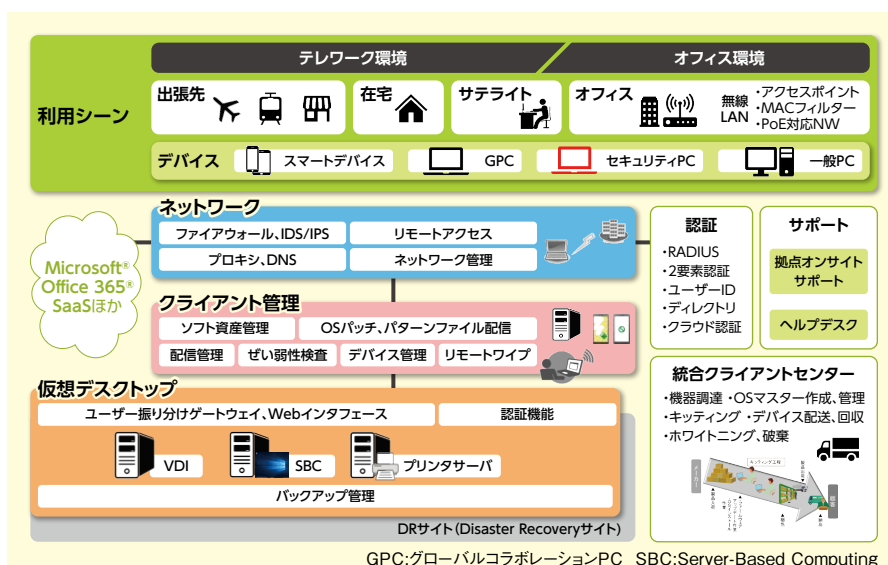 テレワーク環境
オフィス環境
利用シーン
出張先
在宅
サテライト
オフィス
無線
LAN
・アクセスポイント
・MACフィルター
・PoE対応NW
デバイス
スマートデバイス
GPC
セキュリティPC
一般PC
Microsoft®
Office 365®
SaaSほか
ネットワーク
ファイアウォール、IDS/IPS
リモートアクセス
プロキシ、DNS
ネットワーク管理
クライアント管理
ソフト資産管理
OSパッチ、パターンファイル配信
配信管理
ぜい弱性検査
デバイス管理
リモートワイプ
仮想デスクトップ
ユーザー振り分けゲートウェイ、Webインタフェース
認証機能
VDI
SBC
プリンタサーバ
バックアップ管理
DRサイト(Disaster Recoveryサイト)
認証
・RADIUS
・2要素認証
・ユーザーID
・ディレクトリ
・クラウド認証
サポート
拠点オンサイト
サポート
ヘルプデスク
統合クライアントセンター
・機器調達 ・OSマスター作成、管理
・キッティング ・デバイス配送、回収
・ホワイトニング、破棄
メーカー
キッティング工程
GPC:グローバルコラボレーションPC SBC:Server-Based Computing